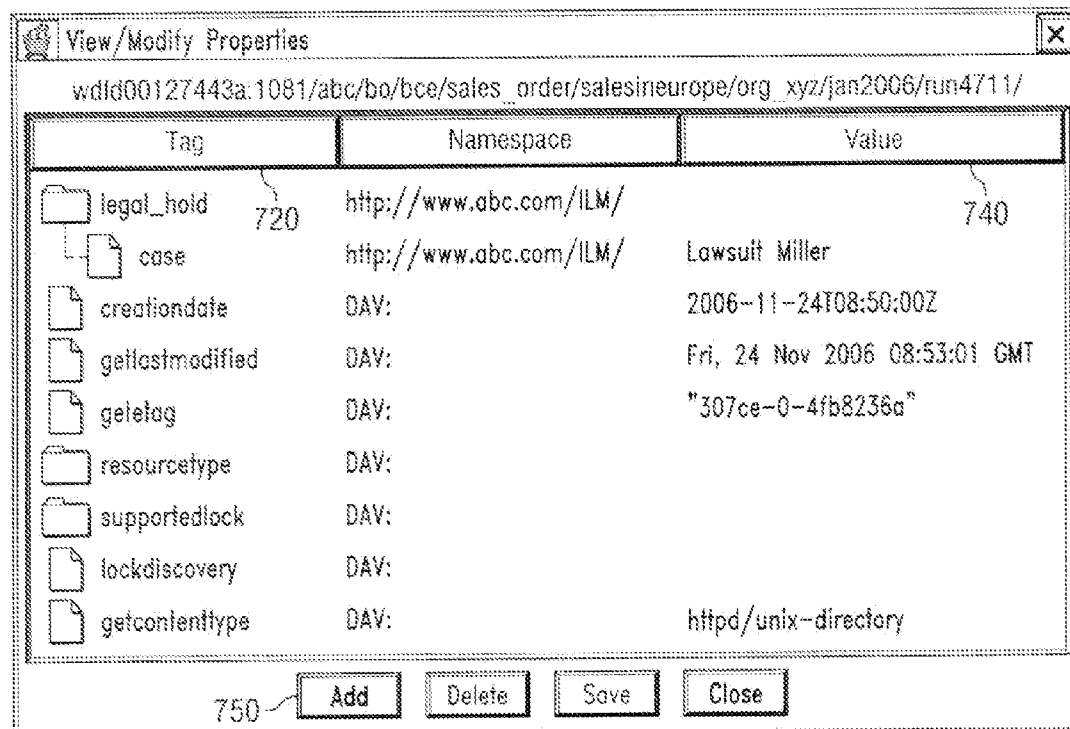 View/Modify Properties
wdfd00127443a:1081/abc/bo/bce/sales_order/salesineurope/org_xyz/jan2006/run4711/
Tag Namespace Value
720 740
legal_hold http://www.abc.com/ILM/
case http://www.abc.com/ILM/ Lawsuit Miller
creationdate DAV: 2006-11-24T08:50:00Z
getlastmodified DAV: Fri, 24 Nov 2006 08:53:01 GMT
getetag DAV: "307ce-0-4fb8236a"
resourcetype DAV:
supportedlock DAV:
lockdiscovery DAV:
getcontenttype DAV: httpd/unix-directory
750 Add Delete Save Close